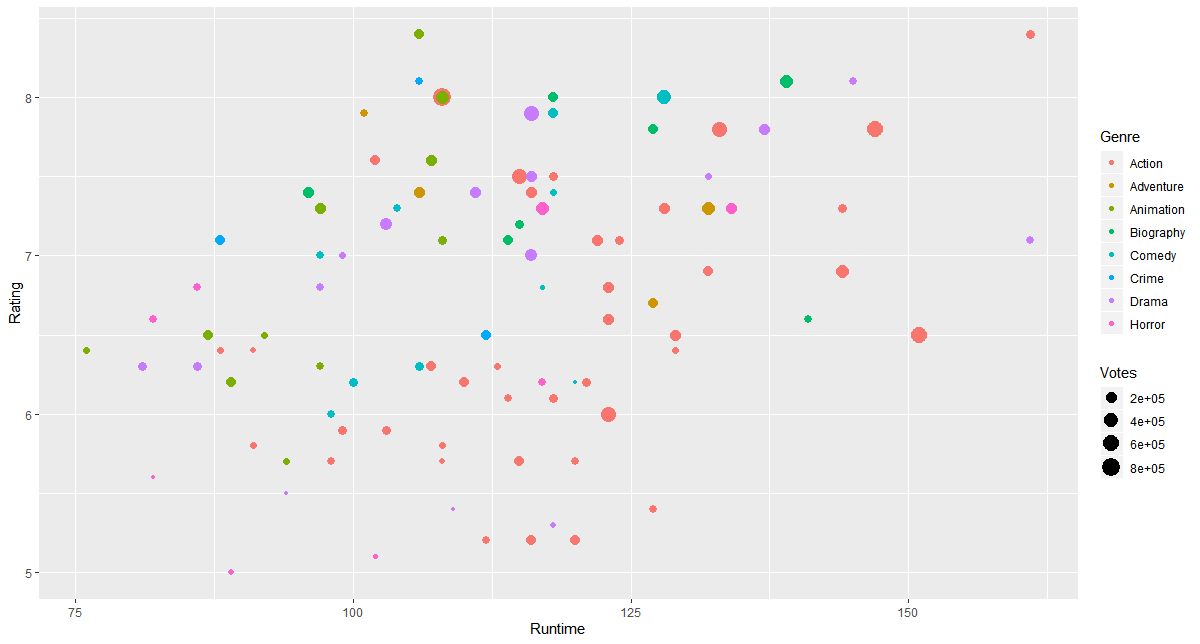 8
7
6
5
Rating
75
100
125
150
Runtime
Genre
Action
Adventure
Animation
Biography
Comedy
Crime
Drama
Horror
Votes
2e+05
4e+05
6e+05
8e+05